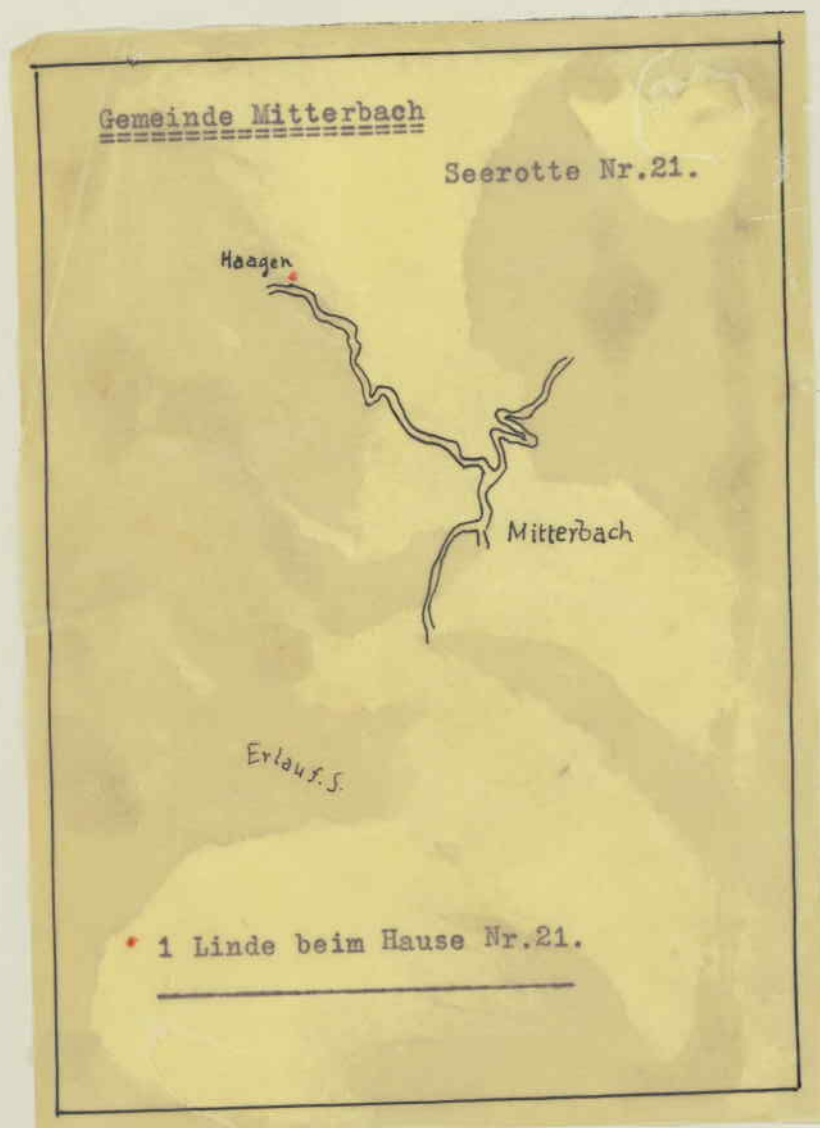 Gemeinde Mitterbach
Seerotte Nr.21.
Haagen
Mitterbach
Erlauf.S.
1 Linde beim Hause Nr.21.